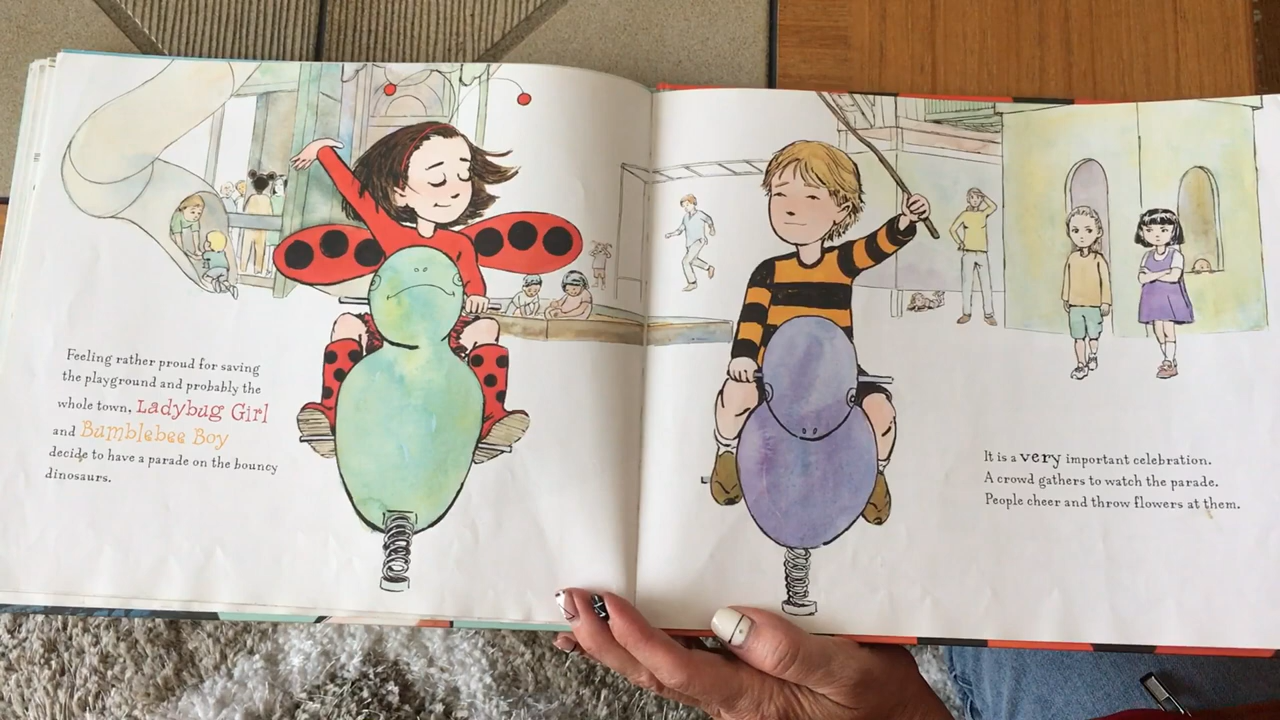 Feeling rather proud for saving
the playground and probably the
whole town, Ladybug Girl
and Bumblebee Boy
decide to have a parade on the bouncy
dinosaurs.
It is a very important celebration.
A crowd gathers to watch the parade.
People cheer and throw flowers at them.